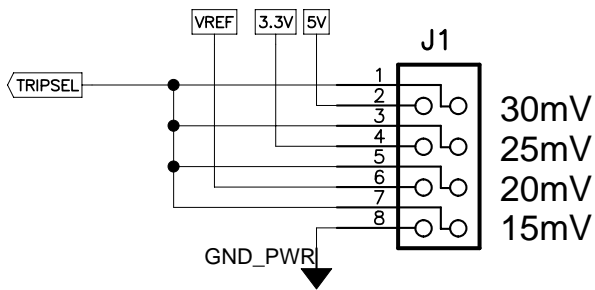 VREF 3.3V 5V
J1
TRIPSEL
1
2
30mV
3
4
25mV
5
6
20mV
7
8
15mV
GND_PWR